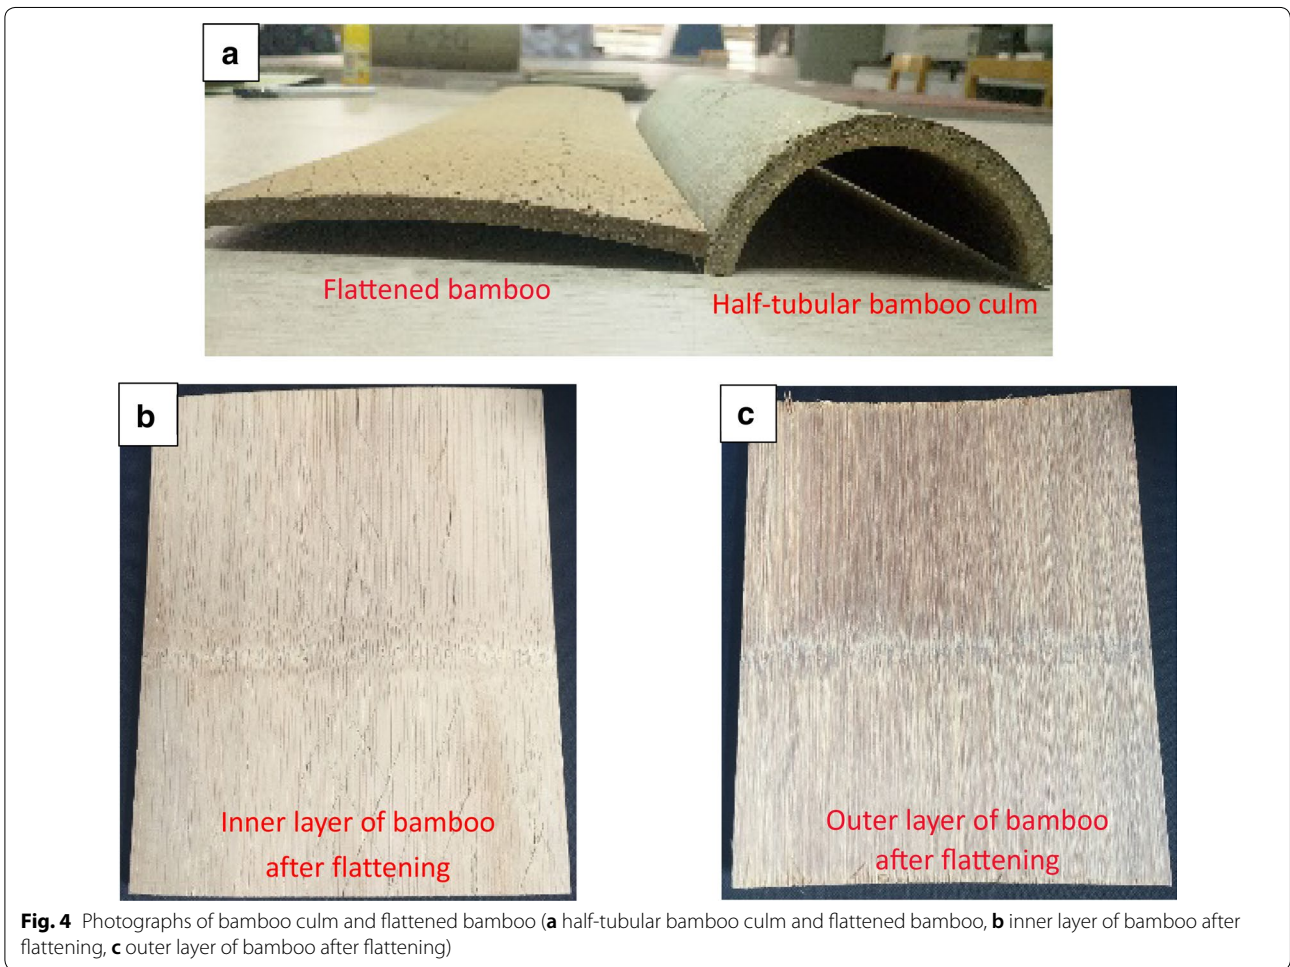 a
Flattened bamboo
Half-tubular bamboo culm
b
c
Inner layer of bamboo
after flattening
Outer layer of bamboo
after flattening
Fig. 4 Photographs of bamboo culm and flattened bamboo (a half-tubular bamboo culm and flattened bamboo, b inner layer of bamboo after
flattening, c outer layer of bamboo after flattening)